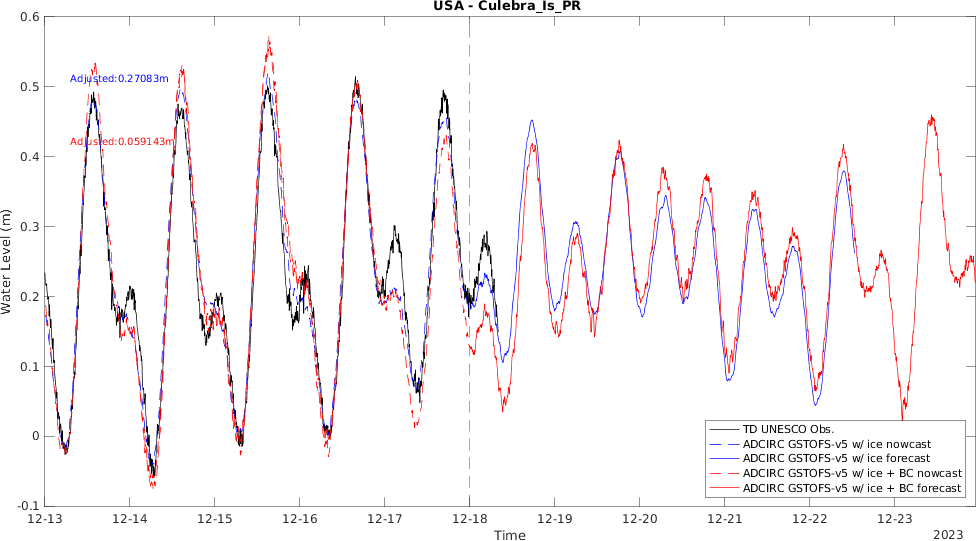 USA - Culebra_Is_PR
0.6
0.5
0.4
0.3
0.2
0.1
0
-0.1
Water Level (m)
Adjusted:0.27083m
Adjusted:0.059143m
TD UNESCO Obs.
ADCIRC GSTOFS-v5 w/ ice nowcast
ADCIRC GSTOFS-v5 w/ ice forecast
ADCIRC GSTOFS-v5 w/ ice + BC nowcast
ADCIRC GSTOFS-v5 w/ ice + BC forecast
12-13 12-14 12-15 12-16 12-17 12-18 12-19 12-20 12-21 12-22 12-23
Time
2023